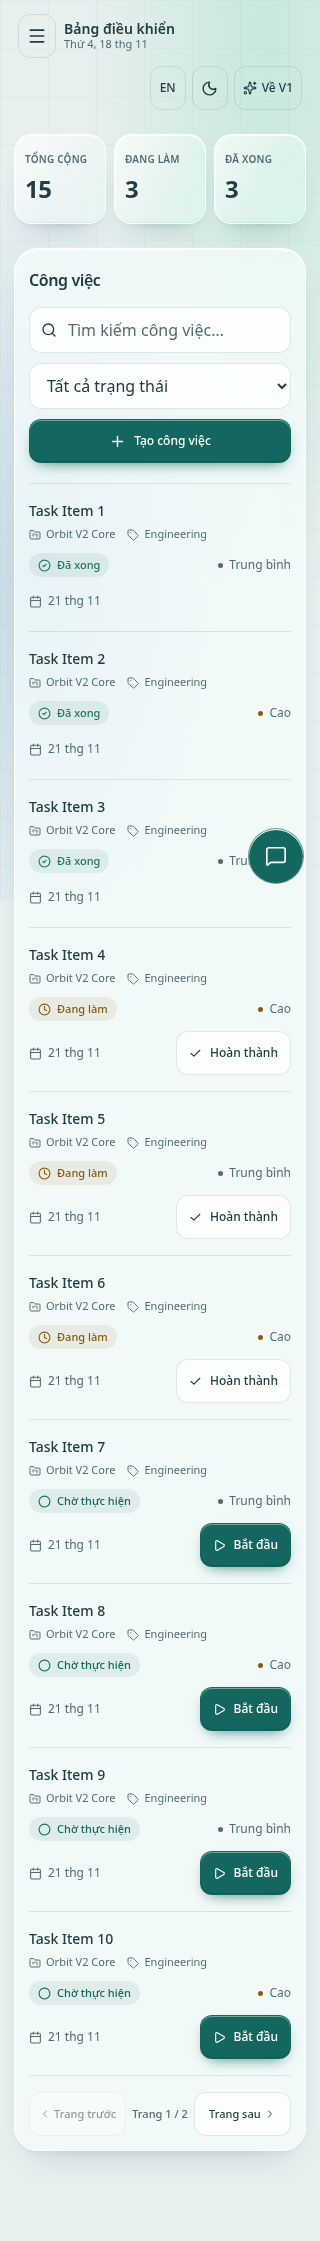 Bảng điều khiển
Thứ 4, 18 thg 11
EN
Về V1
TỔNG CỘNG
15
ĐANG LÀM
3
ĐÃ XONG
3
Công việc
Tìm kiếm công việc...
Tất cả trạng thái
Tạo công việc
Task Item 1
Orbit V2 Core Engineering
Đã xong Trung bình
21 thg 11
Task Item 2
Orbit V2 Core Engineering
Đã xong Cao
21 thg 11
Task Item 3
Orbit V2 Core Engineering
Đã xong
21 thg 11
Task Item 4
Orbit V2 Core Engineering
Đang làm Cao
21 thg 11 Hoàn thành
Task Item 5
Orbit V2 Core Engineering
Đang làm Trung bình
21 thg 11 Hoàn thành
Task Item 6
Orbit V2 Core Engineering
Đang làm Cao
21 thg 11 Hoàn thành
Task Item 7
Orbit V2 Core Engineering
Chờ thực hiện Trung bình
21 thg 11 Bắt đầu
Task Item 8
Orbit V2 Core Engineering
Chờ thực hiện Cao
21 thg 11 Bắt đầu
Task Item 9
Orbit V2 Core Engineering
Chờ thực hiện Trung bình
21 thg 11 Bắt đầu
Task Item 10
Orbit V2 Core Engineering
Chờ thực hiện Cao
21 thg 11 Bắt đầu
Trang trước Trang 1 / 2 Trang sau